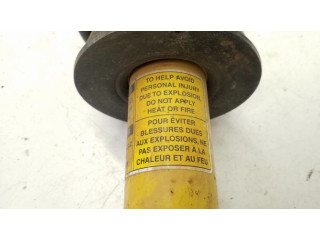 TO HELP AVOID
PERSONAL INJURY
DUE TO EXPLOSION,
DO NOT APPLY
HEAT OR FIRE.
POUR ÉVITER
BLESSURES DUES
AUX EXPLOSIONS, NE
PAS EXPOSER À LA
CHALEUR ET AU FEU